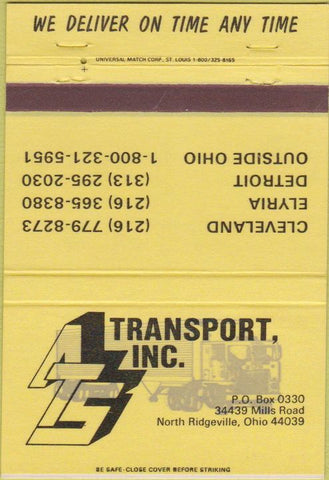 WE DELIVER ON TIME ANY TIME
UNIVERSAL MATCH CORP., ST. LOUIS 1-800/325-8165
CLEVELAND (216) 779-8273
ELYRIA (216) 365-8380
DETROIT (313) 295-2030
OUTSIDE OHIO 1-800-321-5951
ATS TRANSPORT,
INC.
P.O. Box 0330
34439 Mills Road
North Ridgeville, Ohio 44039
BE SAFE-CLOSE COVER BEFORE STRIKING